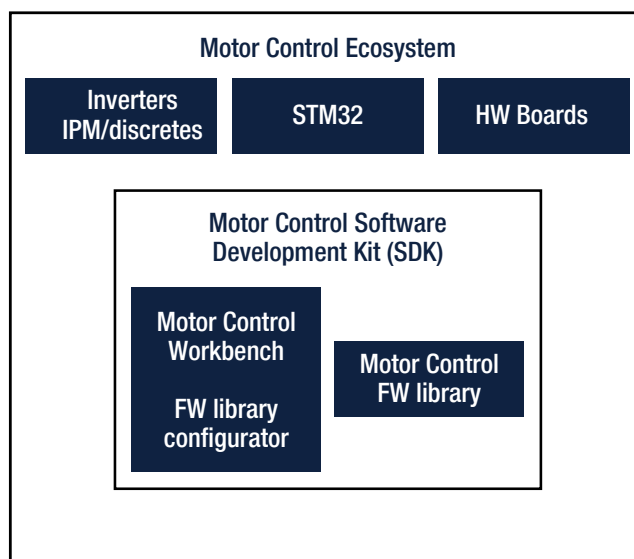 Motor Control Ecosystem
Inverters
IPM/discretes
STM32
HW Boards
Motor Control Software
Development Kit (SDK)
Motor Control
Workbench
FW library
configurator
Motor Control
FW library